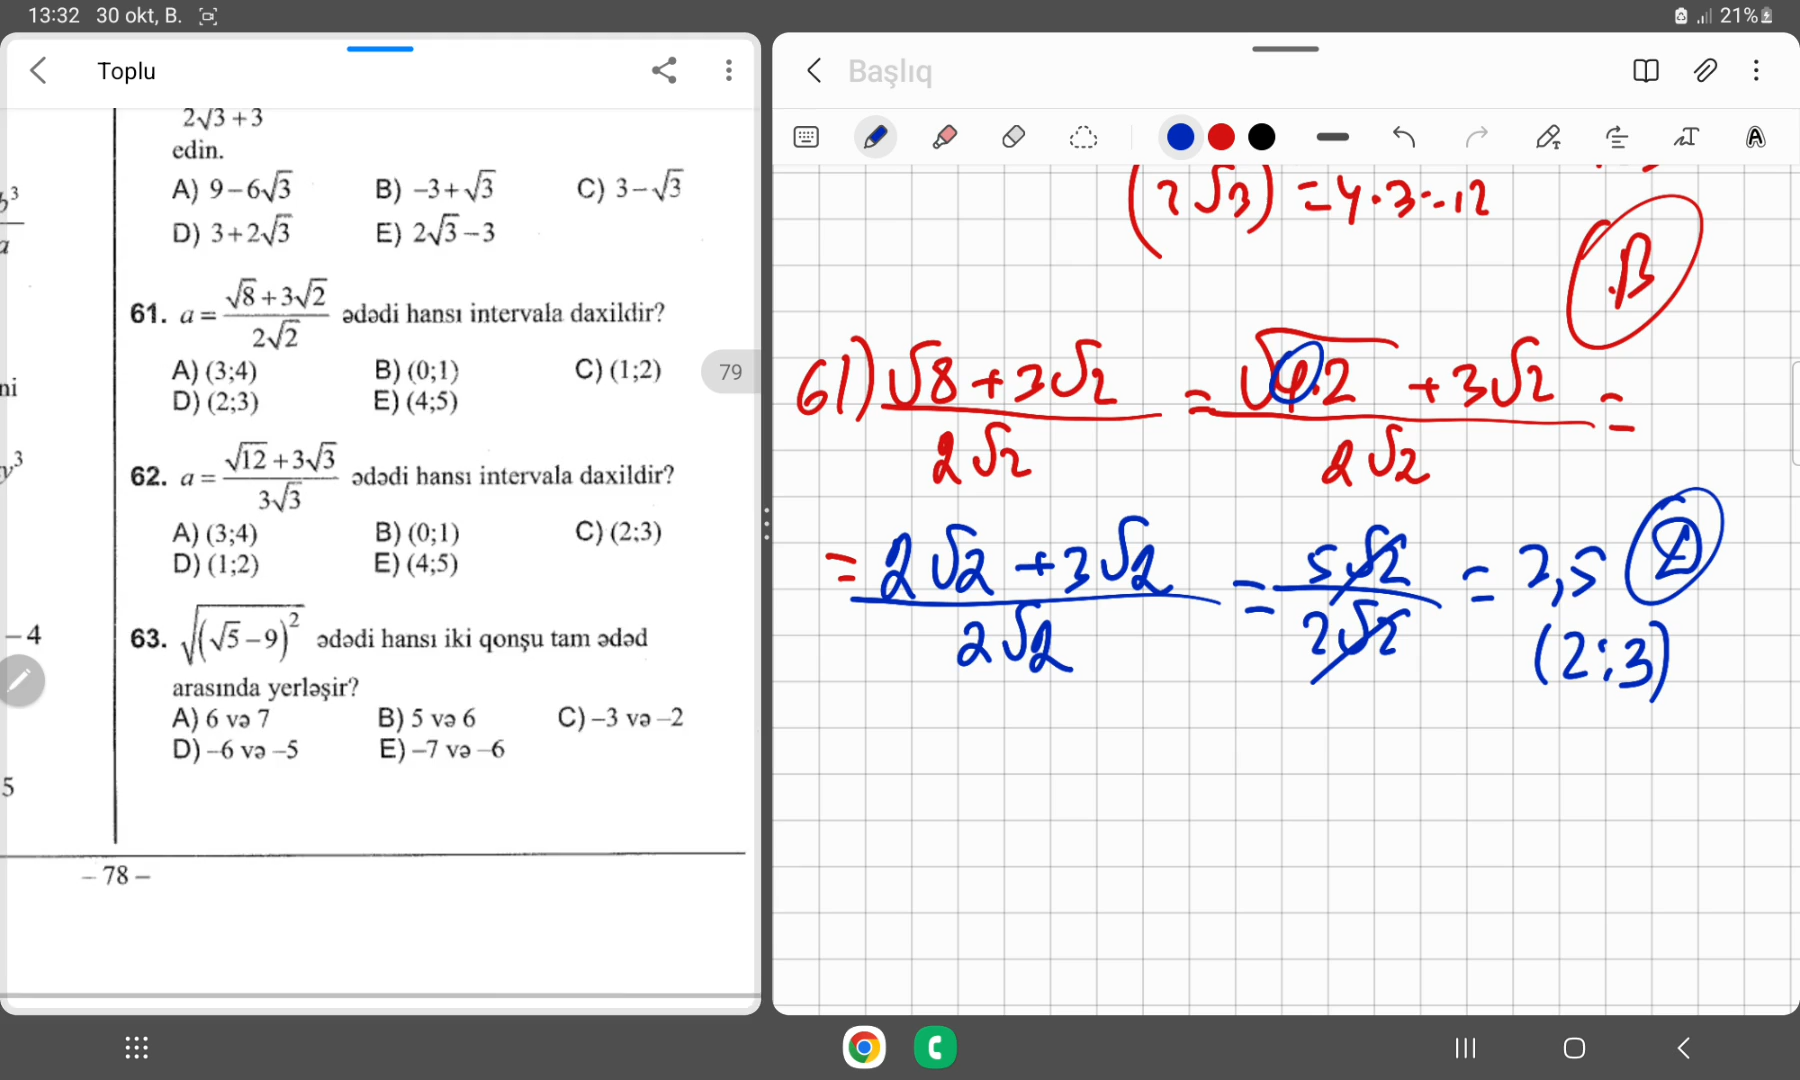 13:32 30 okt, B. 21%
Toplu
2√3 + 3
edin.
A) 9 – 6√3 B) –3 + √3 C) 3 – √3
D) 3 + 2√3 E) 2√3 – 3
b³
a
61. a = (√8 + 3√2)/(2√2) ədədi hansı intervala daxildir?
A) (3;4) B) (0;1) C) (1;2)
D) (2;3) E) (4;5)
79
ni
62. a = (√12 + 3√3)/(3√3) ədədi hansı intervala daxildir?
y³
A) (3;4) B) (0;1) C) (2;3)
D) (1;2) E) (4;5)
– 4
63. √((√5 – 9)²) ədədi hansı iki qonşu tam ədəd
arasında yerləşir?
A) 6 və 7 B) 5 və 6 C) –3 və –2
D) –6 və –5 E) –7 və –6
5
– 78 –
Başlıq
(2√3) = 4·3 = 12
B
61) (√8 + 3√2)/(2√2) = (√4·2 + 3√2)/(2√2) =
= (2√2 + 3√2)/(2√2) = 5√2/2√2 = 2,5 D
(2;3)